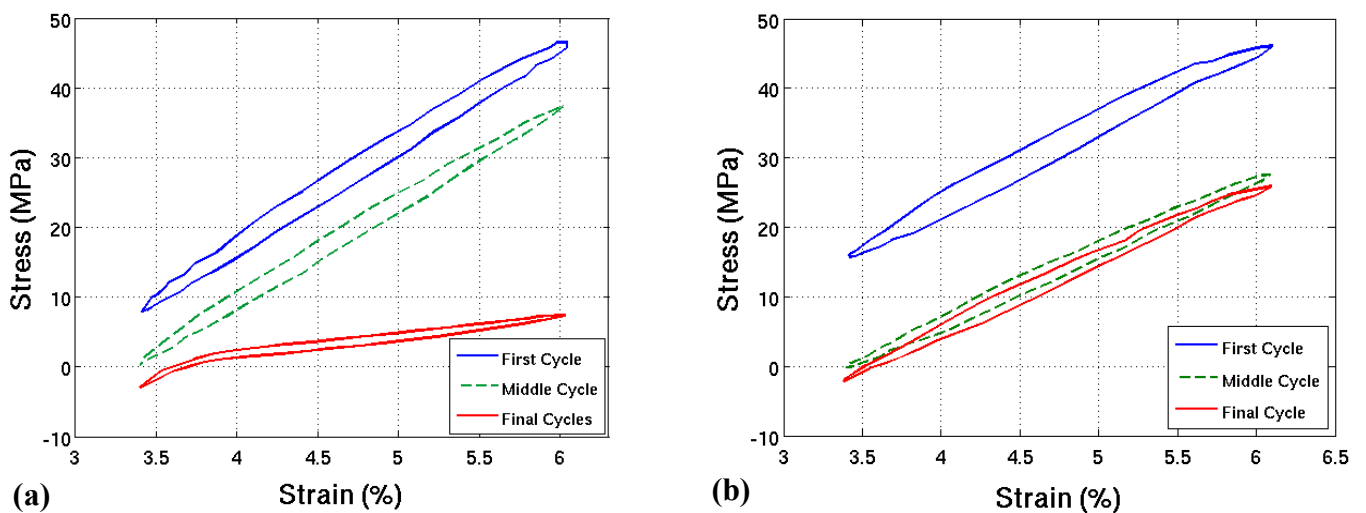 50
40
30
20
10
0
-10
Stress (MPa)
3
3.5
4
4.5
5
5.5
6
Strain (%)
First Cycle
Middle Cycle
Final Cycles
(a)
50
40
30
20
10
0
-10
Stress (MPa)
3
3.5
4
4.5
5
5.5
6
6.5
Strain (%)
First Cycle
Middle Cycle
Final Cycle
(b)